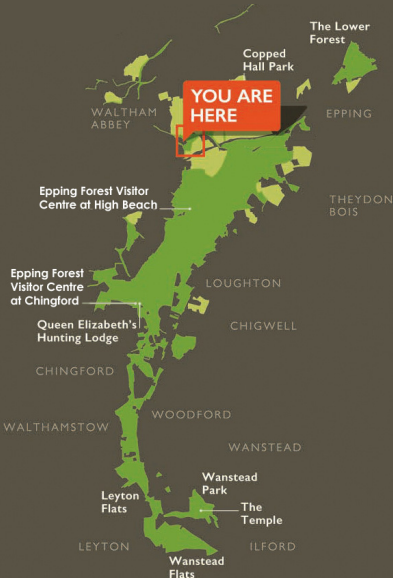 The Lower
Forest
Copped
Hall Park
YOU ARE
HERE
WALTHAM
ABBEY
EPPING
Epping Forest Visitor
Centre at High Beach
THEYDON
BOIS
Epping Forest
Visitor Centre
at Chingford
LOUGHTON
Queen Elizabeth's
Hunting Lodge
CHIGWELL
CHINGFORD
WOODFORD
WALTHAMSTOW
WANSTEAD
Wanstead
Park
Leyton
Flats
The
Temple
LEYTON
ILFORD
Wanstead
Flats